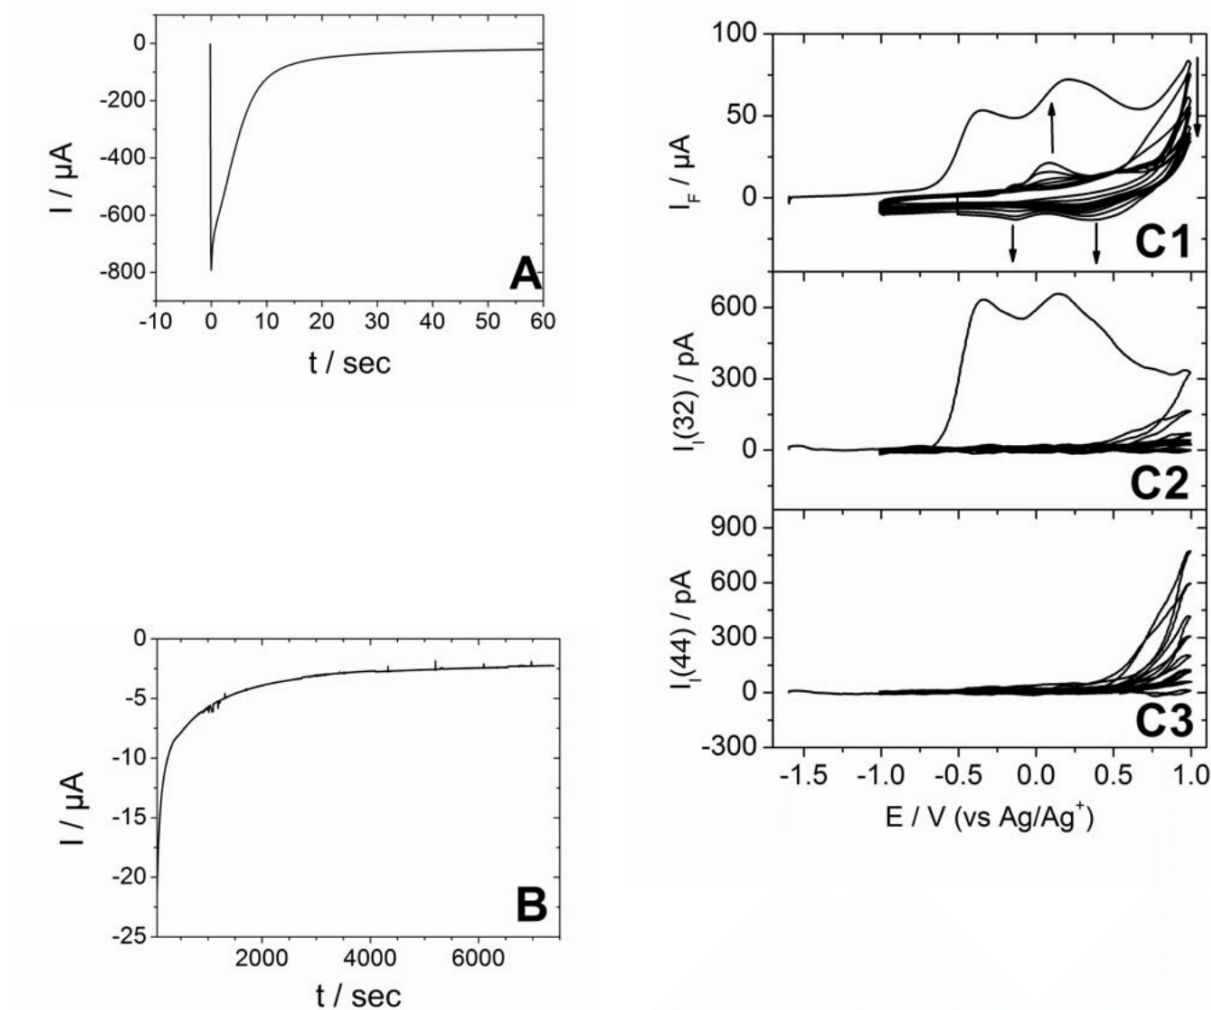 0
-200
-400
-600
-800
I / µA
A
-10 0 10 20 30 40 50 60
t / sec
0
-5
-10
-15
-20
-25
I / µA
B
2000 4000 6000
t / sec
100
50
0
I_F / µA
C1
600
300
0
I_I(32) / pA
C2
900
600
300
0
-300
I_I(44) / pA
C3
-1.5 -1.0 -0.5 0.0 0.5 1.0
E / V (vs Ag/Ag⁺)